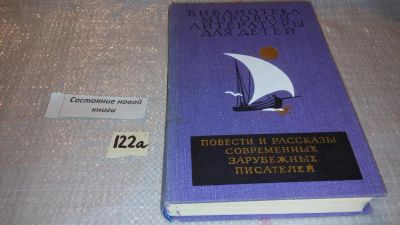 БИБЛИОТЕКА
МИРОВОЙ
ЛИТЕРАТУРЫ
ДЛЯ ДЕТЕЙ
Состояние новой
книги
122а
ПОВЕСТИ И РАССКАЗЫ
СОВРЕМЕННЫХ
ЗАРУБЕЖНЫХ
ПИСАТЕЛЕЙ